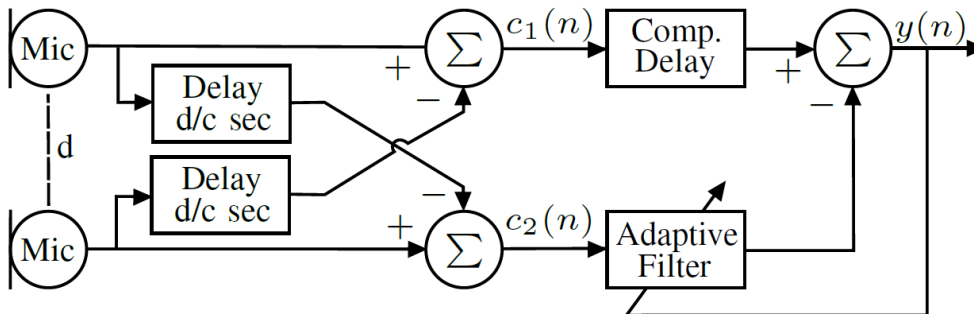 Mic
Delay
d/c sec
d
Delay
d/c sec
Mic
+
−
∑
c₁(n)
Comp.
Delay
+
−
∑
y(n)
−
+
∑
c₂(n)
Adaptive
Filter